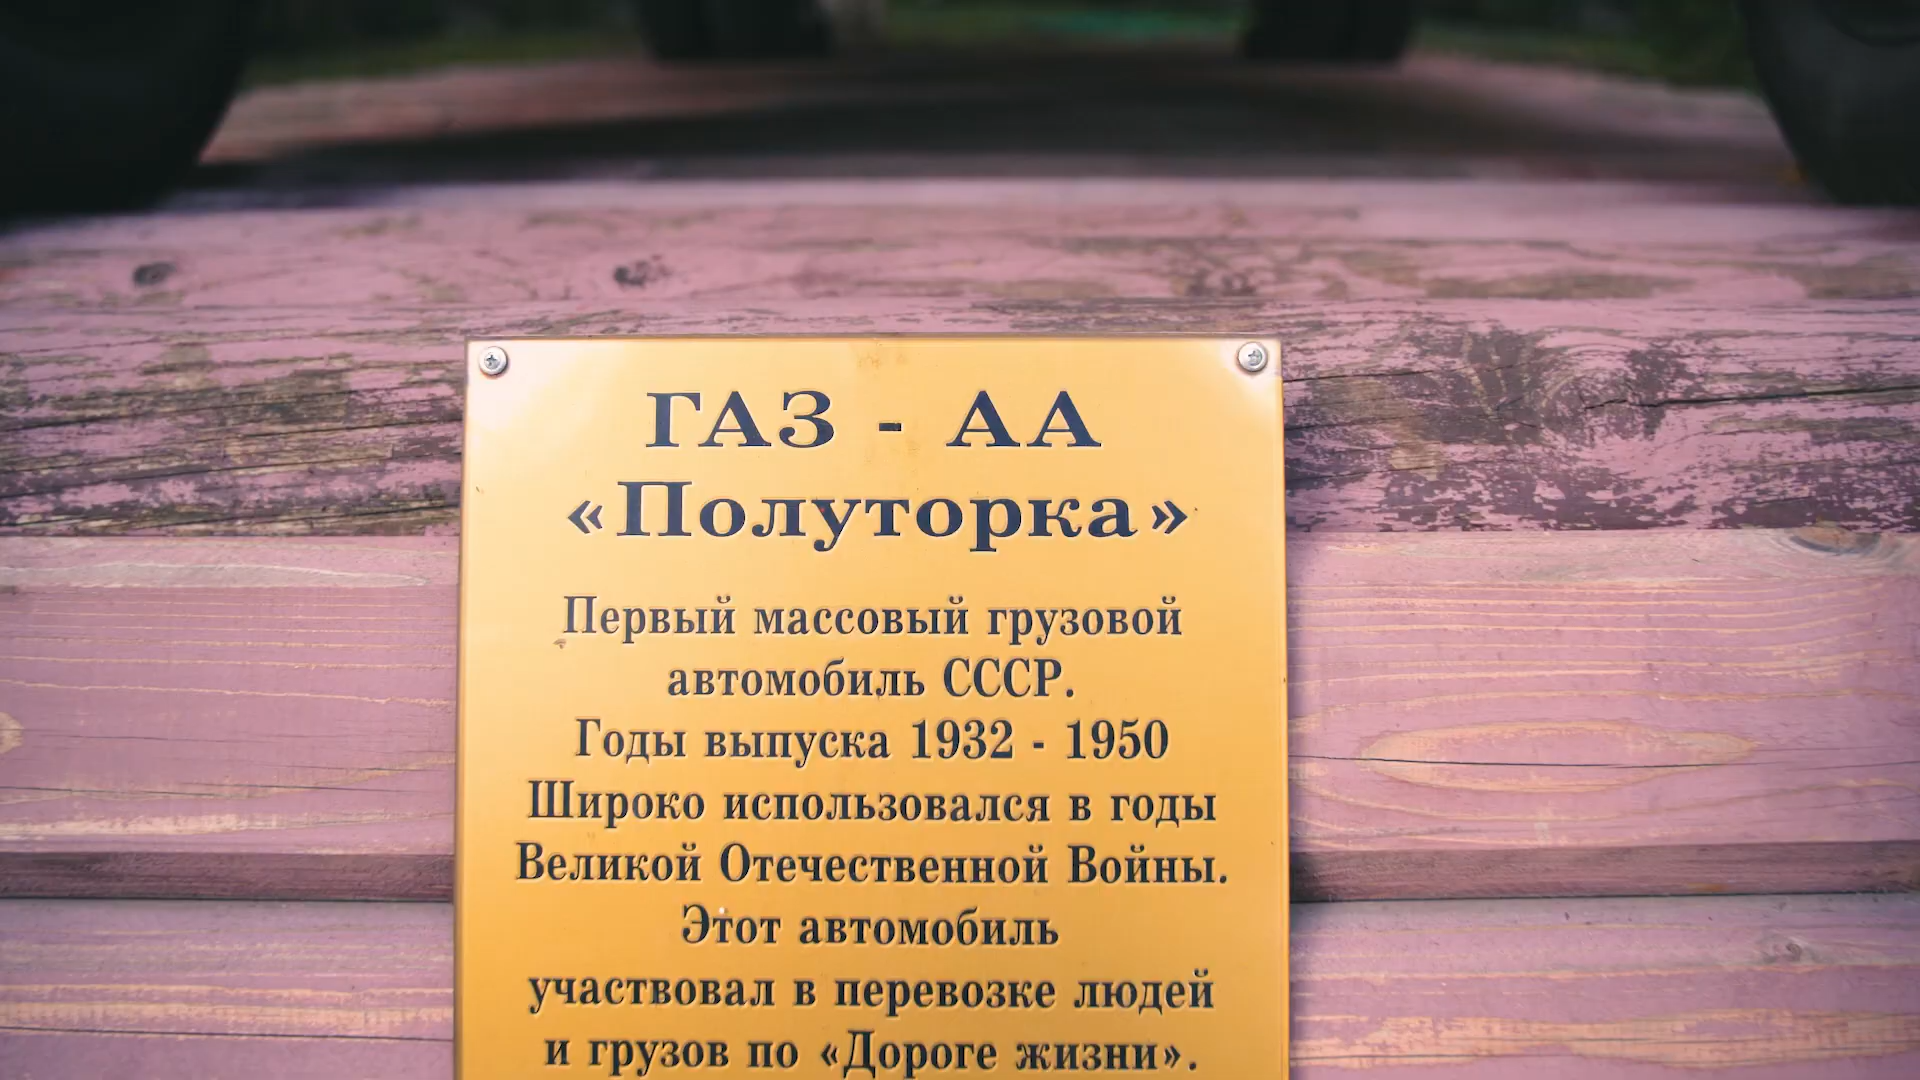 ГАЗ - АА
«Полуторка»
Первый массовый грузовой
автомобиль СССР.
Годы выпуска 1932 - 1950
Широко использовался в годы
Великой Отечественной Войны.
Этот автомобиль
участвовал в перевозке людей
и грузов по «Дороге жизни».